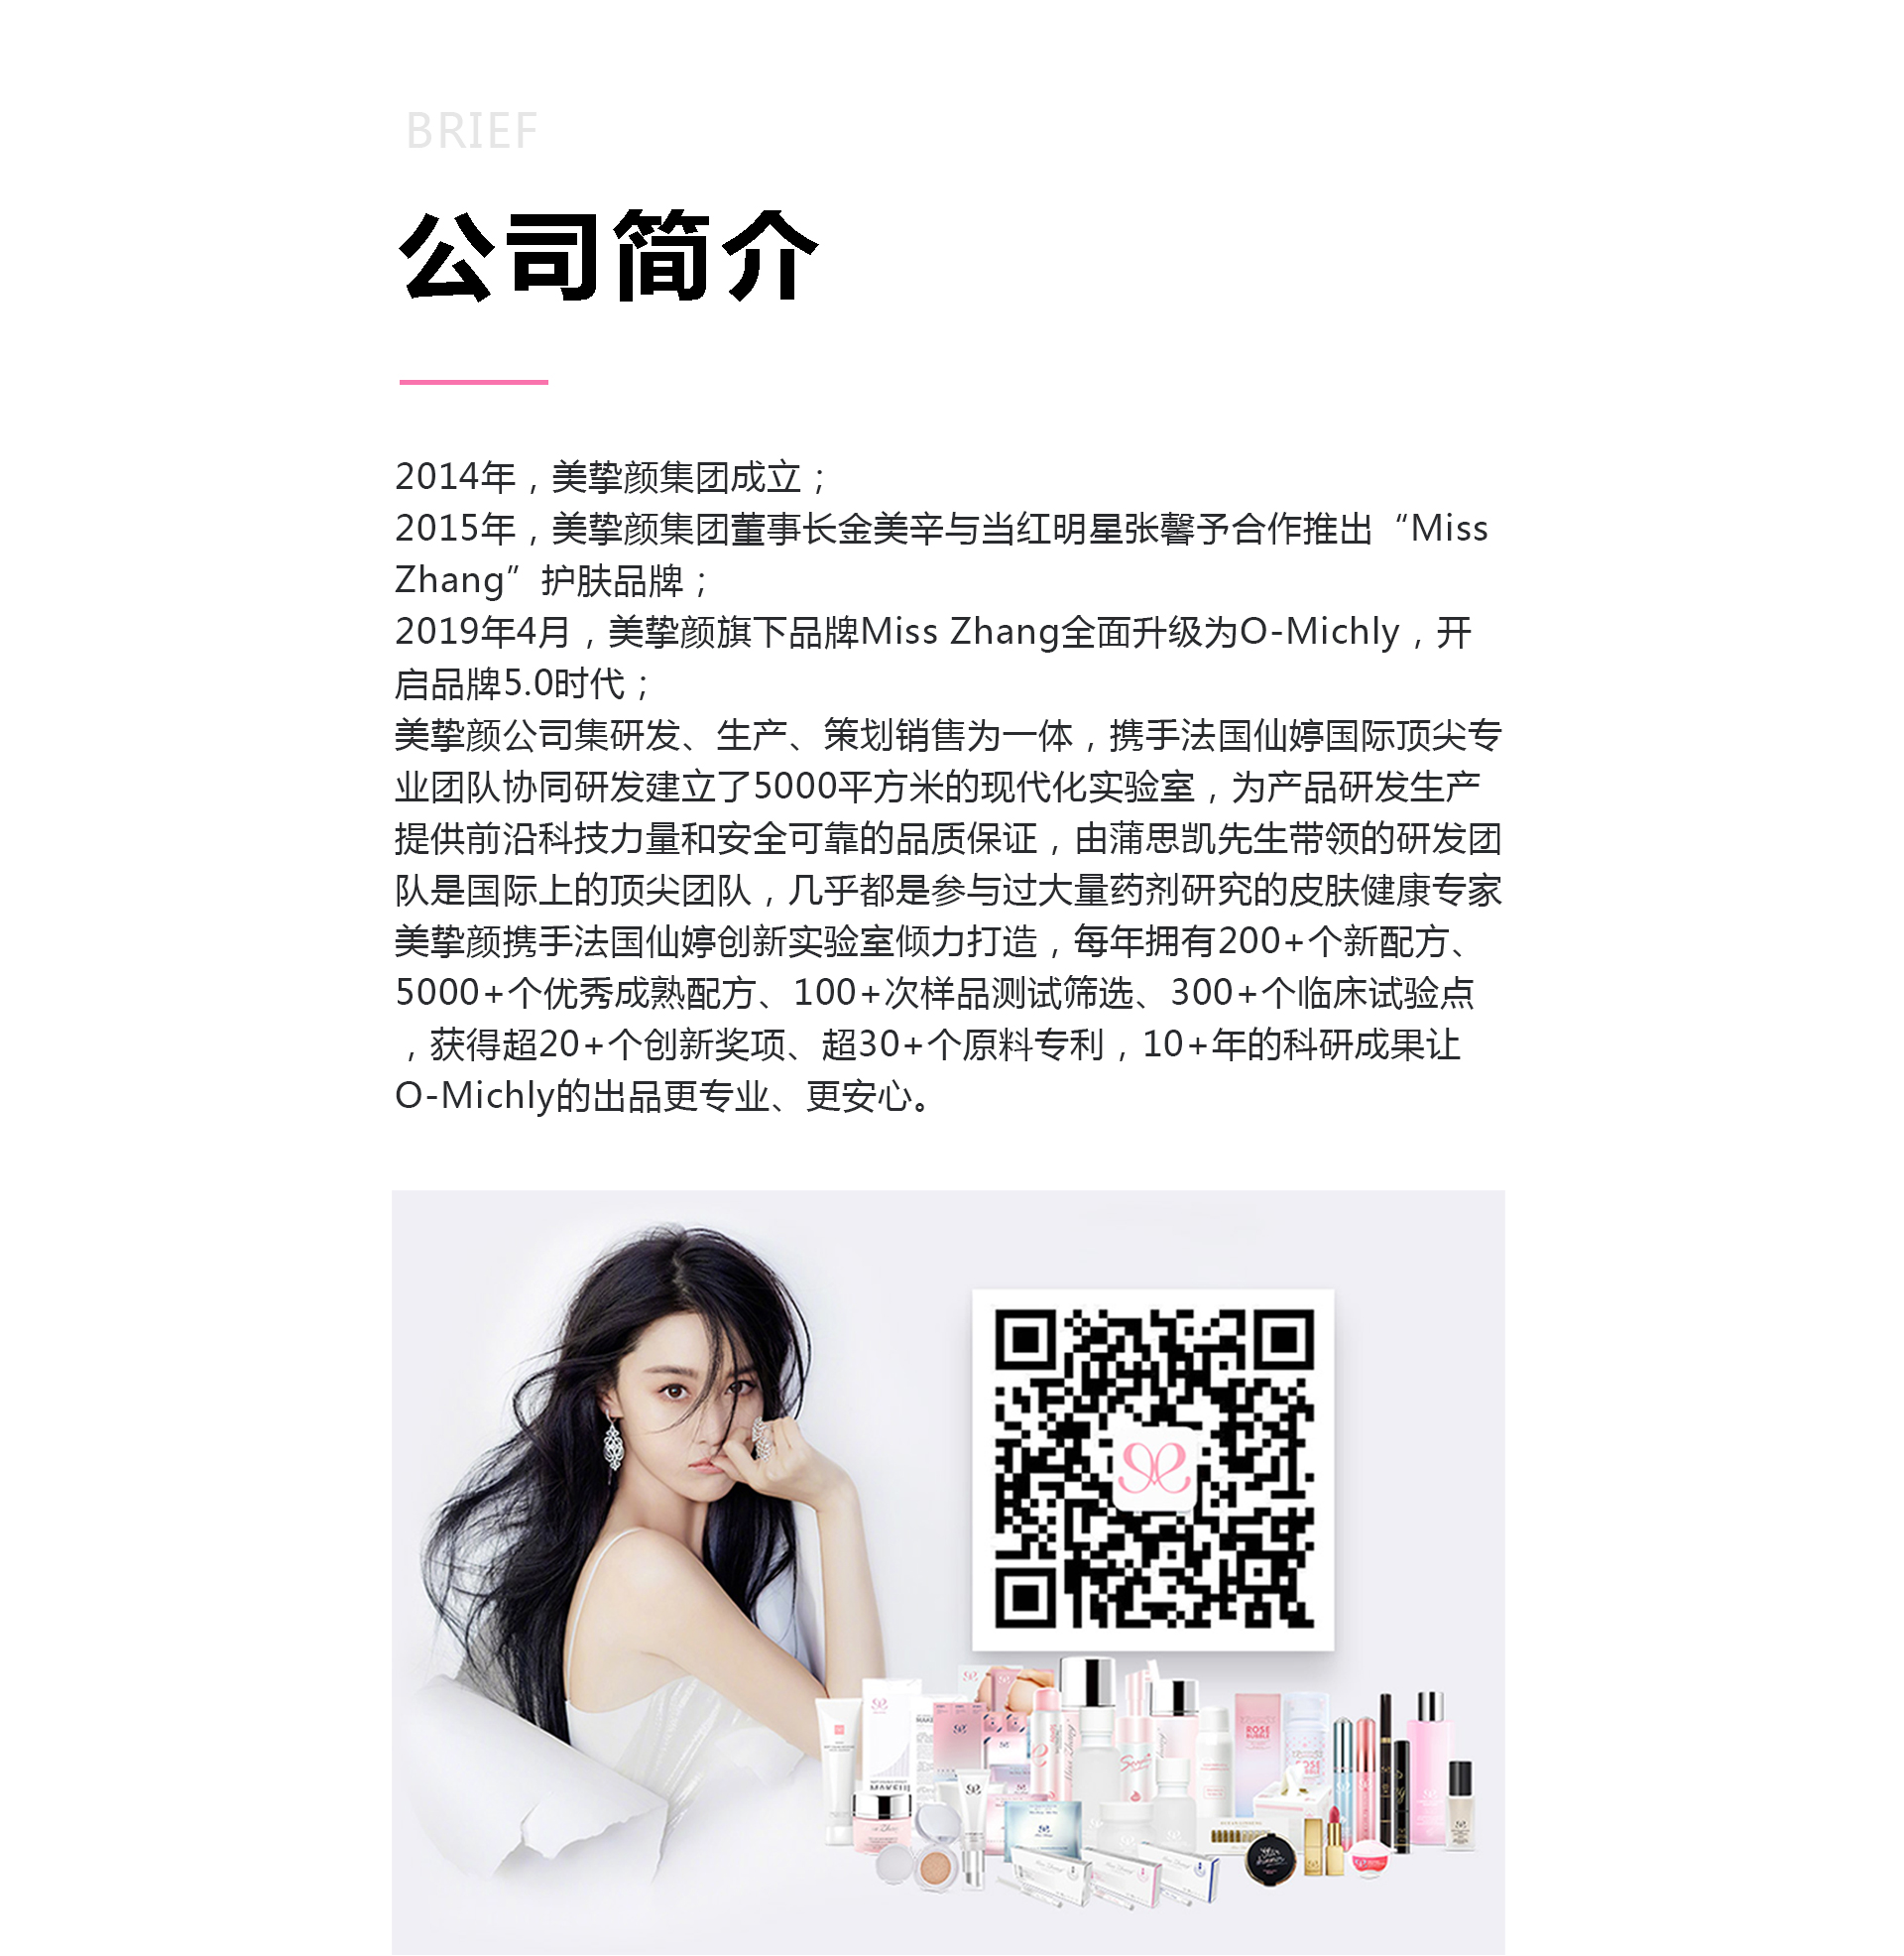 BRIEF
公司简介
2014年，美挚颜集团成立；
2015年，美挚颜集团董事长金美辛与当红明星张馨予合作推出“Miss
Zhang”护肤品牌；
2019年4月，美挚颜旗下品牌Miss Zhang全面升级为O-Michly，开
启品牌5.0时代；
美挚颜公司集研发、生产、策划销售为一体，携手法国仙婷国际顶尖专
业团队协同研发建立了5000平方米的现代化实验室，为产品研发生产
提供前沿科技力量和安全可靠的品质保证，由蒲思凯先生带领的研发团
队是国际上的顶尖团队，几乎都是参与过大量药剂研究的皮肤健康专家
美挚颜携手法国仙婷创新实验室倾力打造，每年拥有200+个新配方、
5000+个优秀成熟配方、100+次样品测试筛选、300+个临床试验点
，获得超20+个创新奖项、超30+个原料专利，10+年的科研成果让
O-Michly的出品更专业、更安心。
ROSE
BUBBLE
MAKEUP